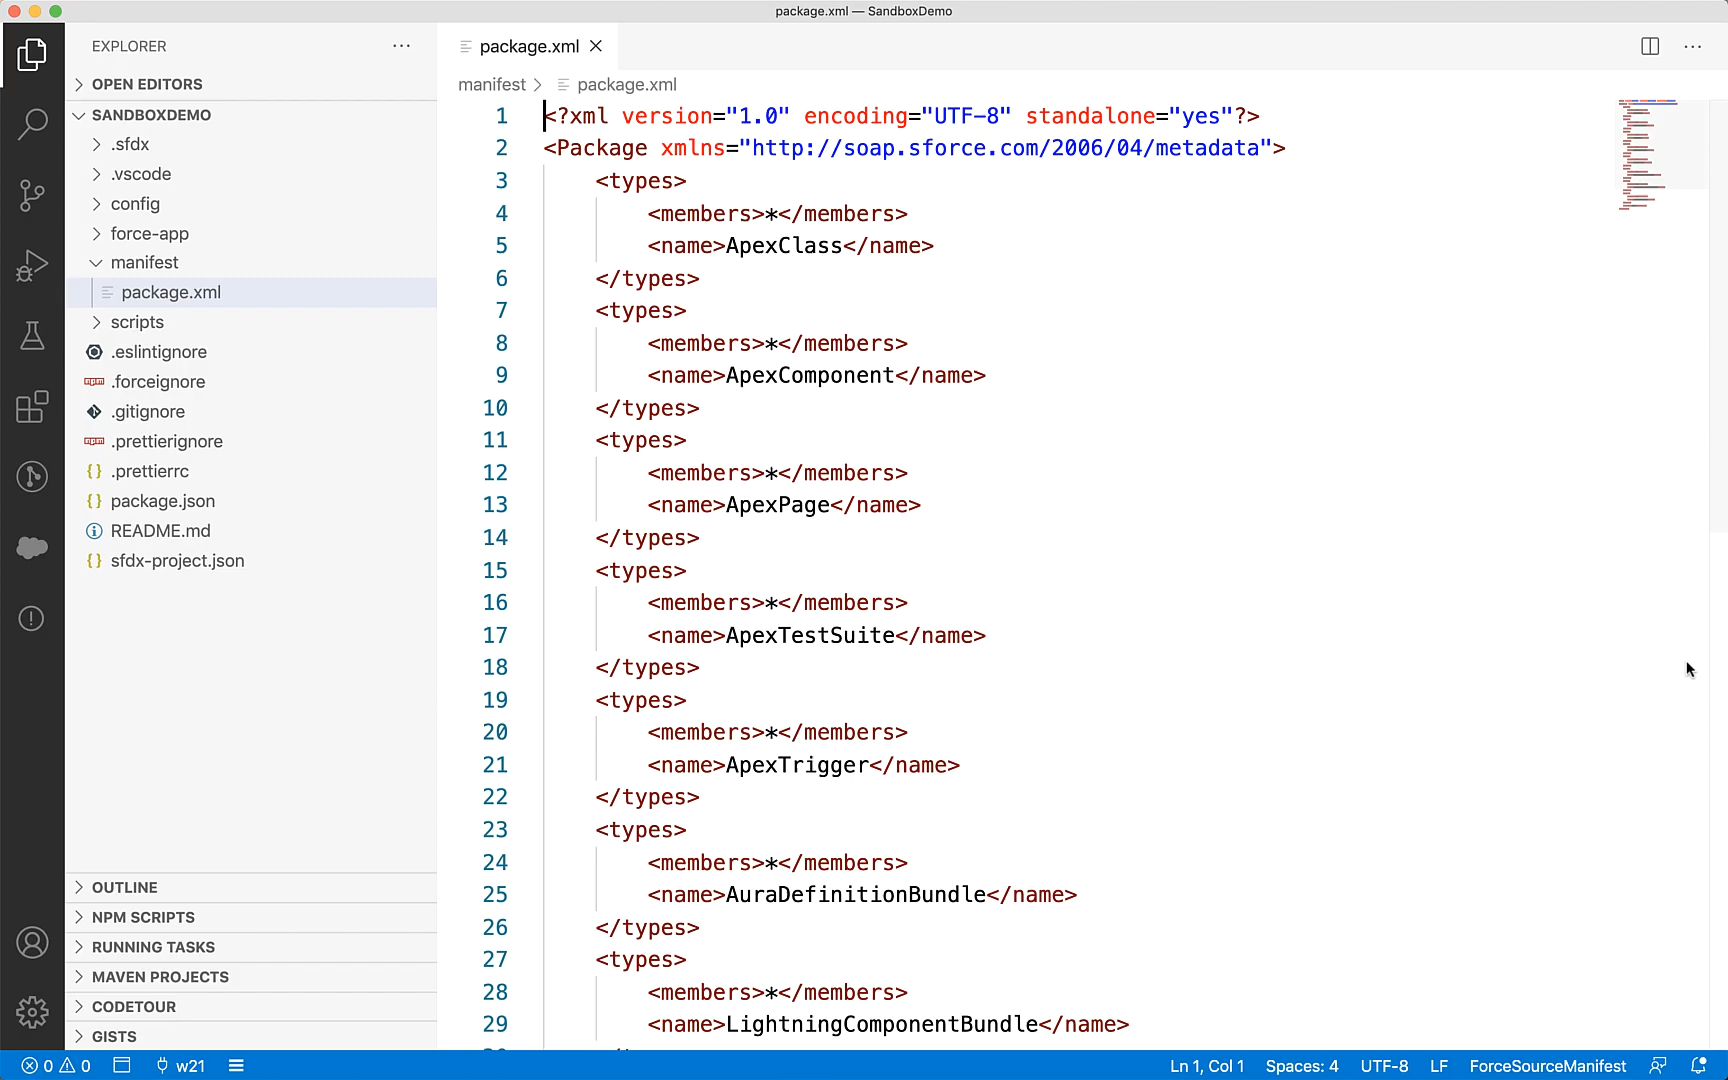 package.xml — SandboxDemo
EXPLORER
package.xml
OPEN EDITORS
manifest > package.xml
SANDBOXDEMO
.sfdx
.vscode
config
force-app
manifest
package.xml
scripts
.eslintignore
.forceignore
.gitignore
.prettierignore
.prettierrc
package.json
README.md
sfdx-project.json
OUTLINE
NPM SCRIPTS
RUNNING TASKS
MAVEN PROJECTS
CODETOUR
GISTS
1 <?xml version="1.0" encoding="UTF-8" standalone="yes"?>
2 <Package xmlns="http://soap.sforce.com/2006/04/metadata">
3 <types>
4 <members>*</members>
5 <name>ApexClass</name>
6 </types>
7 <types>
8 <members>*</members>
9 <name>ApexComponent</name>
10 </types>
11 <types>
12 <members>*</members>
13 <name>ApexPage</name>
14 </types>
15 <types>
16 <members>*</members>
17 <name>ApexTestSuite</name>
18 </types>
19 <types>
20 <members>*</members>
21 <name>ApexTrigger</name>
22 </types>
23 <types>
24 <members>*</members>
25 <name>AuraDefinitionBundle</name>
26 </types>
27 <types>
28 <members>*</members>
29 <name>LightningComponentBundle</name>
0 0 w21
Ln 1, Col 1 Spaces: 4 UTF-8 LF ForceSourceManifest